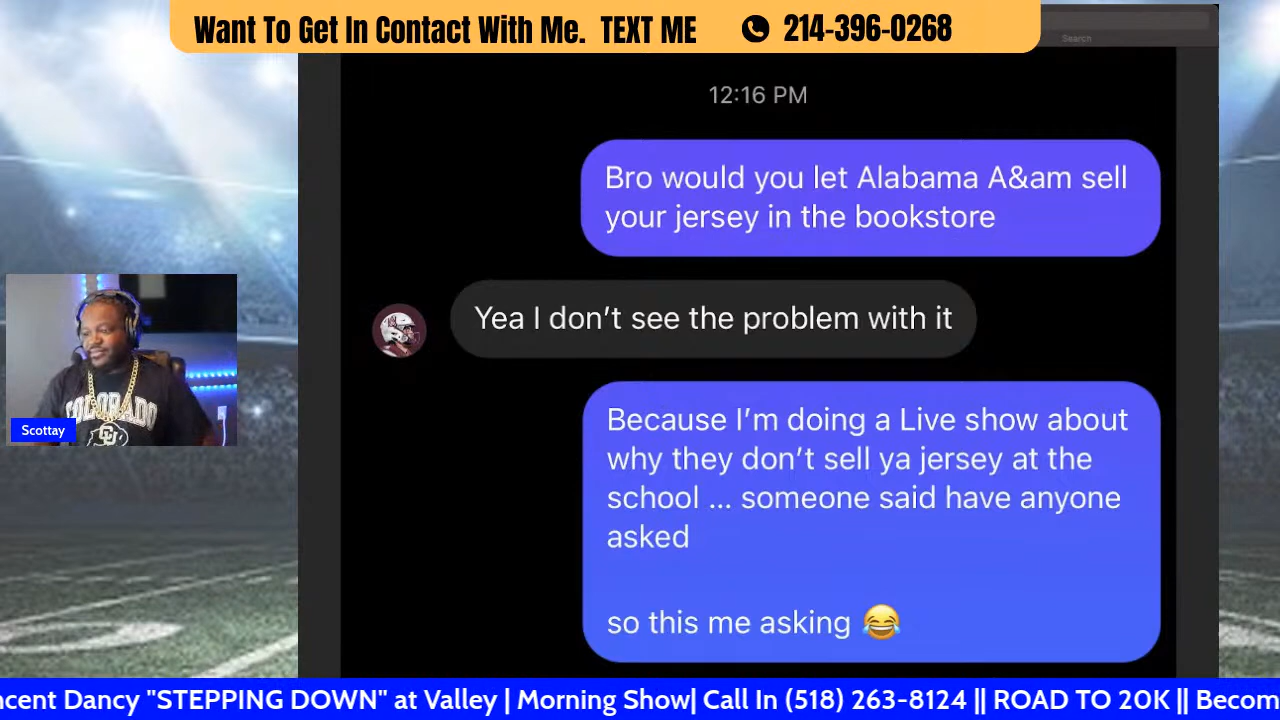 Want To Get In Contact With Me. TEXT ME 214-396-0268
Search
12:16 PM
Bro would you let Alabama A&am sell
your jersey in the bookstore
Yea I don’t see the problem with it
Because I’m doing a Live show about
why they don’t sell ya jersey at the
school ... someone said have anyone
asked
so this me asking 😂
COLORADO
CU
Scottay
ncent Dancy "STEPPING DOWN" at Valley | Morning Show| Call In (518) 263-8124 || ROAD TO 20K || Becom